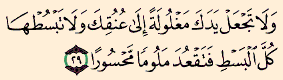 وَلَا تَجْعَلْ يَدَكَ مَغْلُولَةً إِلَىٰ عُنُقِكَ وَلَا تَبْسُطْهَا
كُلَّ ٱلْبَسْطِ فَتَقْعُدَ مَلُومًا مَّحْسُورًا ٢٩